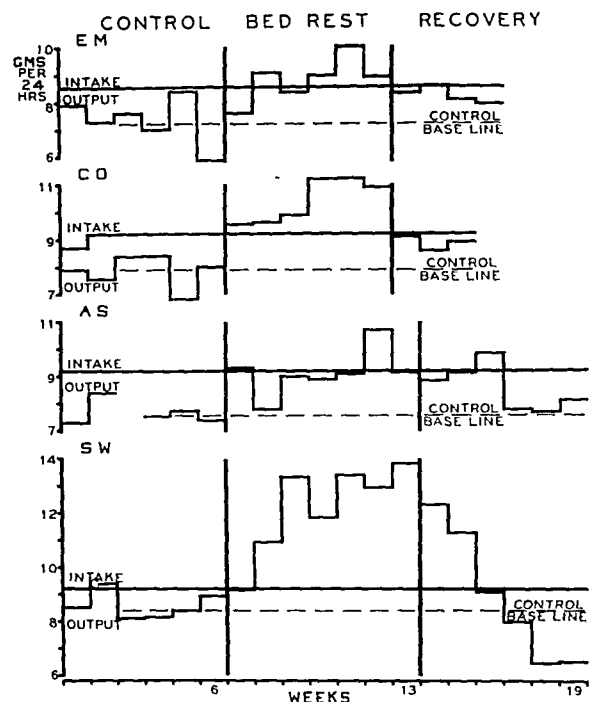 CONTROL BED REST RECOVERY
EM
GMS
PER
24
HRS
10
8
6
INTAKE
OUTPUT
CONTROL
BASE LINE
CO
11
9
7
INTAKE
OUTPUT
CONTROL
BASE LINE
AS
11
9
7
INTAKE
OUTPUT
CONTROL
BASE LINE
SW
14
12
10
8
6
INTAKE
OUTPUT
CONTROL
BASE LINE
6 13 19
WEEKS